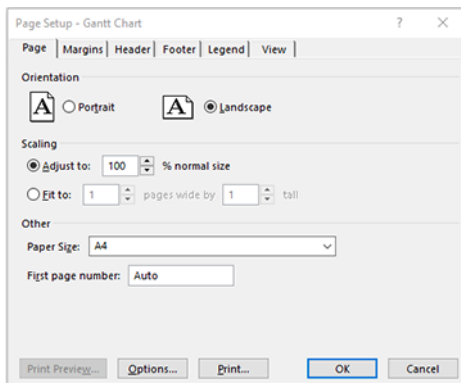 Page Setup - Gantt Chart ? ×
Page Margins Header Footer Legend View
Orientation
A Portrait A Landscape
Scaling
Adjust to: 100 % normal size
Fit to: 1 pages wide by 1 tall
Other
Paper Size: A4
First page number: Auto
Print Preview... Options... Print... OK Cancel